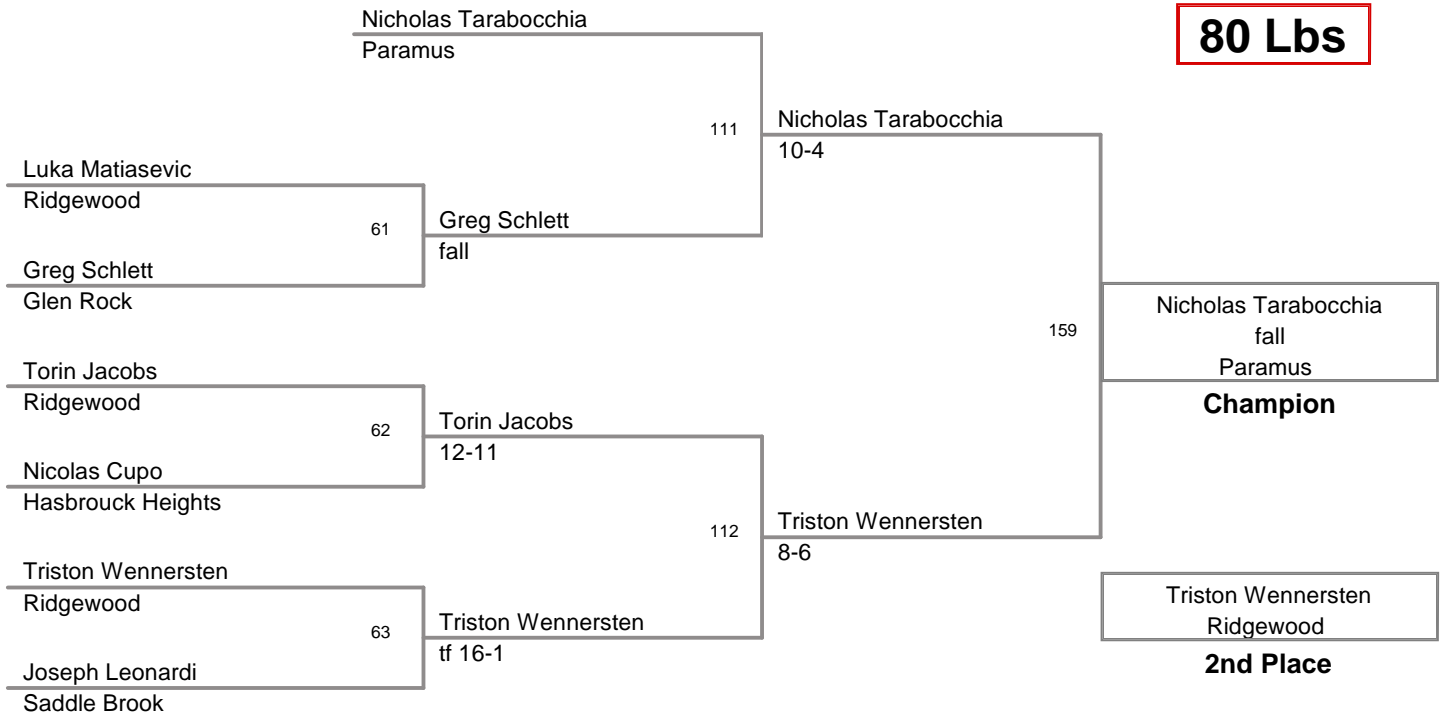 Nicholas Tarabocchia
Paramus
80 Lbs
111
Nicholas Tarabocchia
10-4
Luka Matiasevic
Ridgewood
61
Greg Schlett
fall
Greg Schlett
Glen Rock
159
Nicholas Tarabocchia
fall
Paramus
Champion
Torin Jacobs
Ridgewood
62
Torin Jacobs
12-11
Nicolas Cupo
Hasbrouck Heights
112
Triston Wennersten
8-6
Triston Wennersten
Ridgewood
63
Triston Wennersten
tf 16-1
Joseph Leonardi
Saddle Brook
Triston Wennersten
Ridgewood
2nd Place